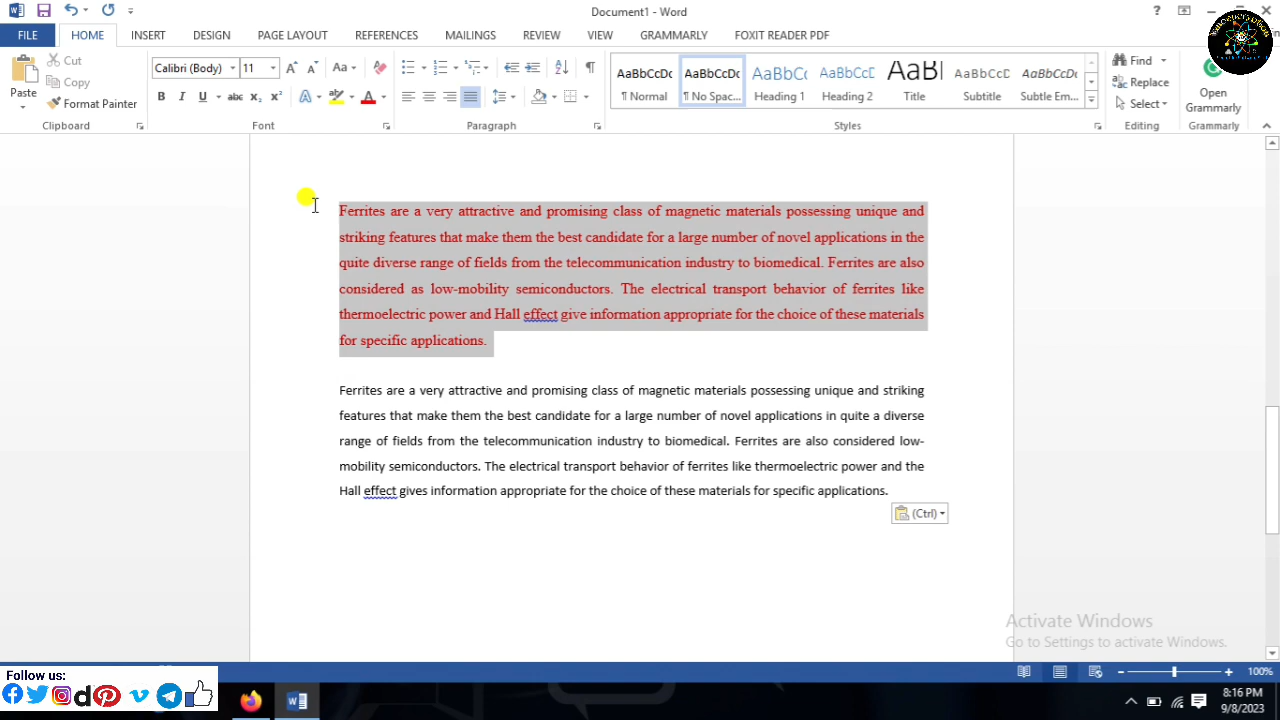 Document1 - Word
FILE HOME INSERT DESIGN PAGE LAYOUT REFERENCES MAILINGS REVIEW VIEW GRAMMARLY FOXIT READER PDF
Paste
Cut
Copy
Format Painter
Calibri (Body) 11
Aa
B I U abc X₂ X²
AaBbCcDc AaBbCcDc AaBbCc AaBbCcD AaBl AaBbCcD AaBbCcDc
¶ Normal ¶ No Spac... Heading 1 Heading 2 Title Subtitle Subtle Em...
Find
Replace
Select
Open
Grammarly
Clipboard Font Paragraph Styles Editing Grammarly
Ferrites are a very attractive and promising class of magnetic materials possessing unique and
striking features that make them the best candidate for a large number of novel applications in the
quite diverse range of fields from the telecommunication industry to biomedical. Ferrites are also
considered as low-mobility semiconductors. The electrical transport behavior of ferrites like
thermoelectric power and Hall effect give information appropriate for the choice of these materials
for specific applications.
Ferrites are a very attractive and promising class of magnetic materials possessing unique and striking
features that make them the best candidate for a large number of novel applications in quite a diverse
range of fields from the telecommunication industry to biomedical. Ferrites are also considered low-
mobility semiconductors. The electrical transport behavior of ferrites like thermoelectric power and the
Hall effect gives information appropriate for the choice of these materials for specific applications.
(Ctrl)
Activate Windows
Go to Settings to activate Windows.
100%
Follow us:
8:16 PM
9/8/2023